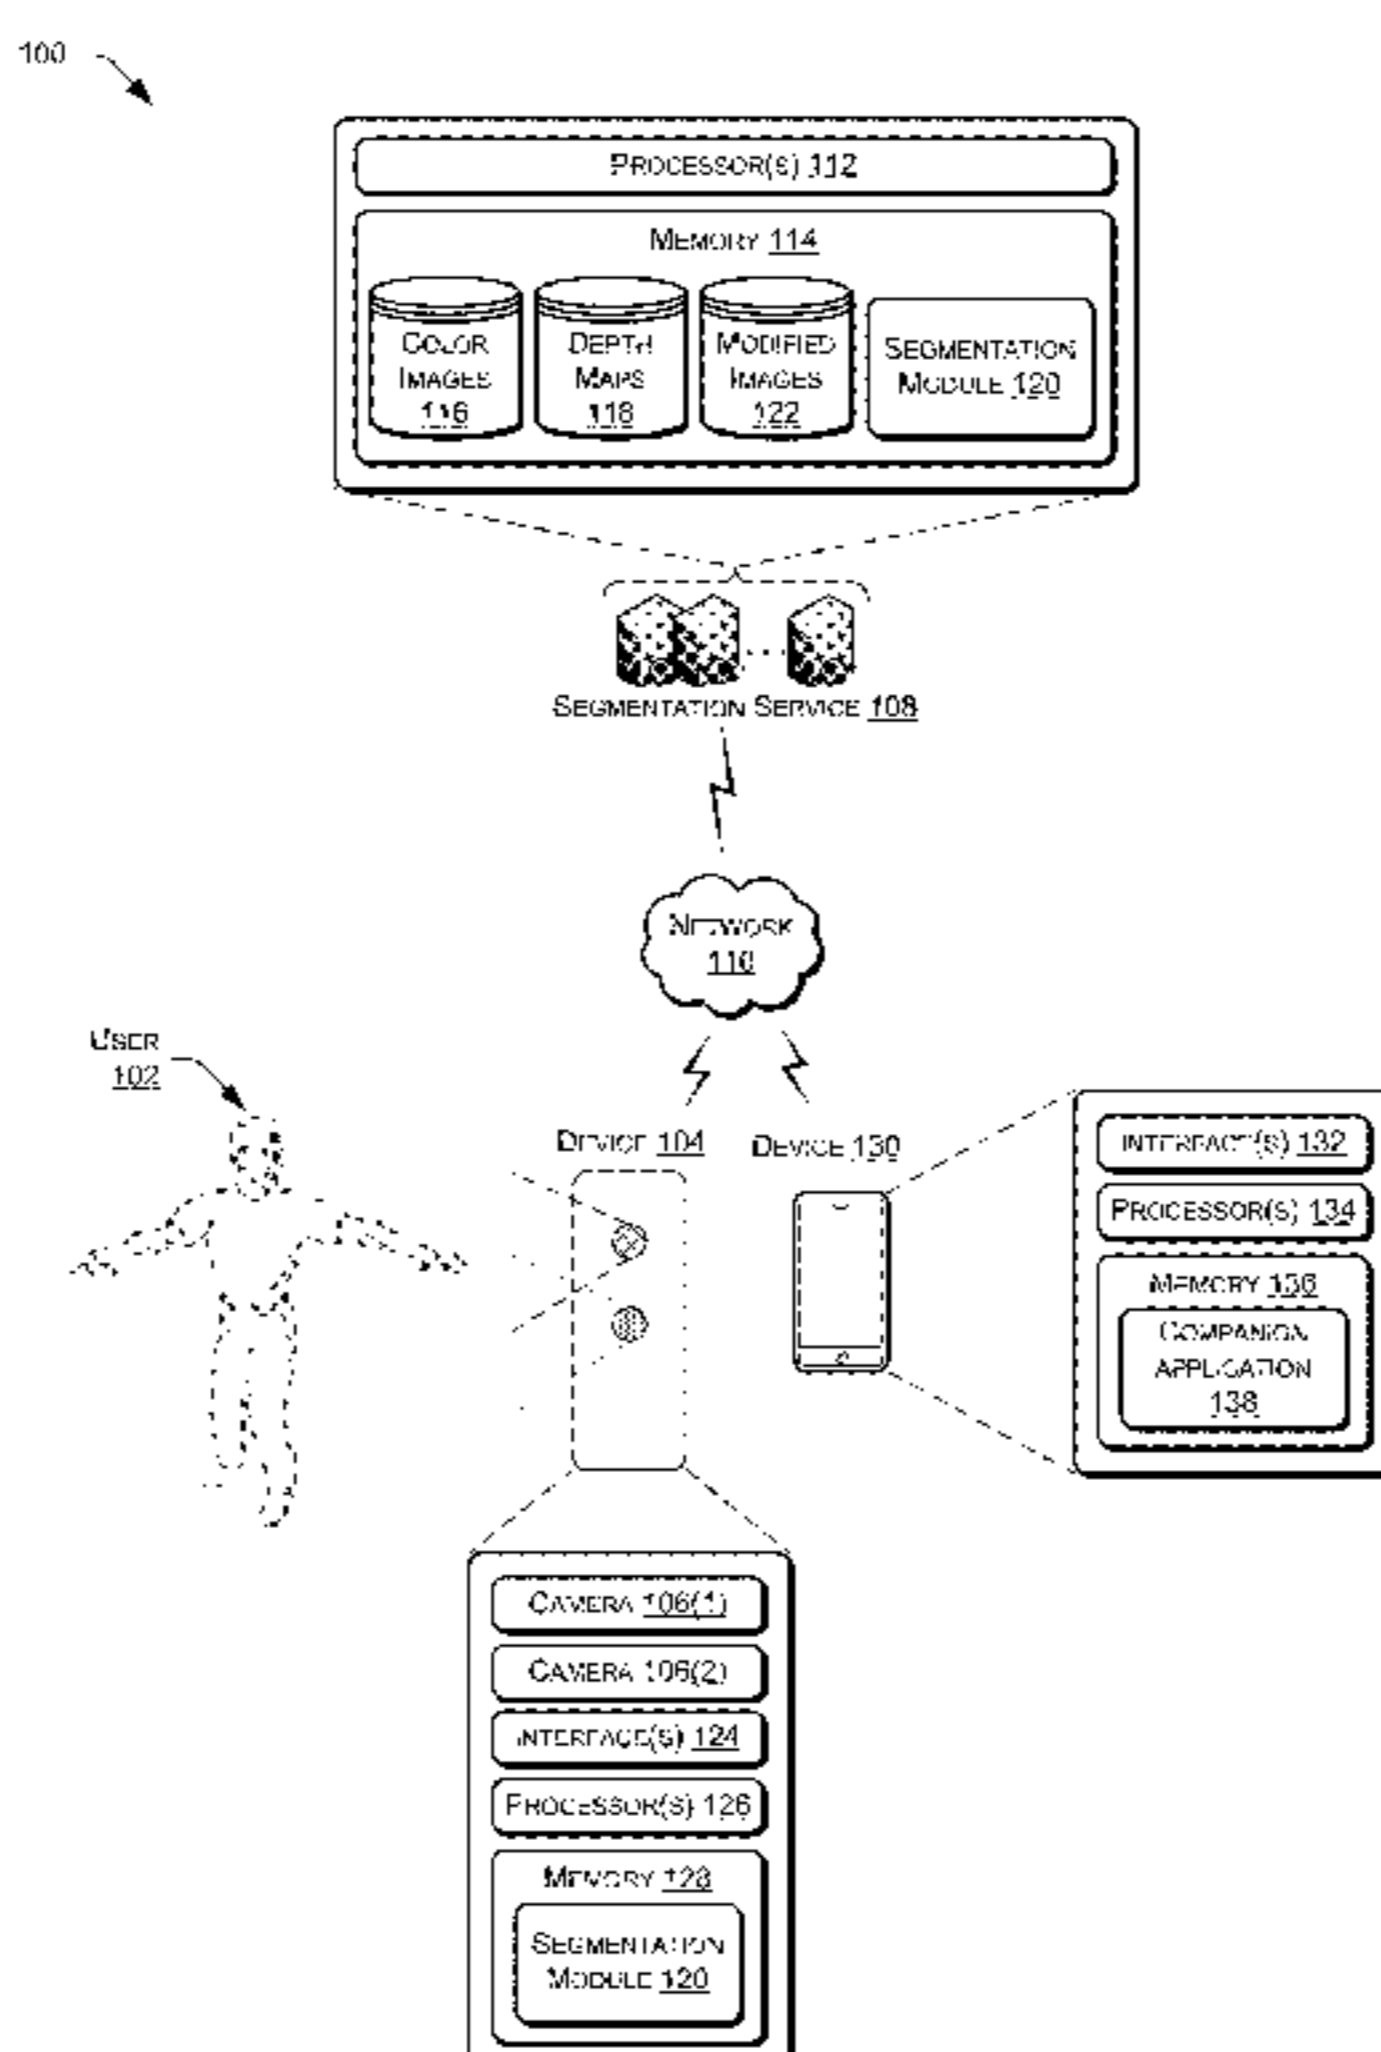 100
PROCESSOR(S) 112
MEMORY 114
COLOR
IMAGES
116
DEPTH
MAPS
118
MODIFIED
IMAGES
122
SEGMENTATION
MODULE 120
SEGMENTATION SERVICE 108
NETWORK
110
USER
102
DEVICE 104
DEVICE 130
INTERFACE(S) 132
PROCESSOR(S) 134
MEMORY 136
COMPANION
APPLICATION
138
CAMERA 106(1)
CAMERA 106(2)
INTERFACE(S) 124
PROCESSOR(S) 126
MEMORY 128
SEGMENTATION
MODULE 120